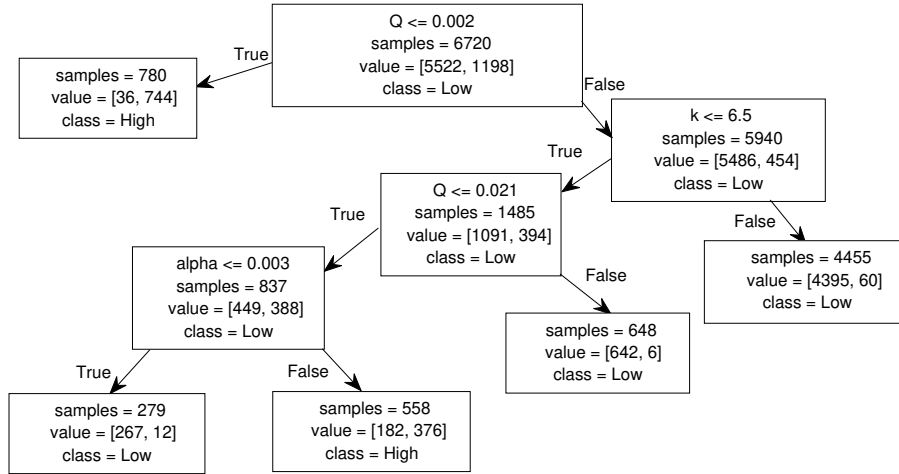 Q <= 0.002
samples = 6720
value = [5522, 1198]
class = Low
True
False
samples = 780
value = [36, 744]
class = High
k <= 6.5
samples = 5940
value = [5486, 454]
class = Low
True
False
Q <= 0.021
samples = 1485
value = [1091, 394]
class = Low
True
False
samples = 4455
value = [4395, 60]
class = Low
alpha <= 0.003
samples = 837
value = [449, 388]
class = Low
True
False
samples = 648
value = [642, 6]
class = Low
samples = 279
value = [267, 12]
class = Low
samples = 558
value = [182, 376]
class = High